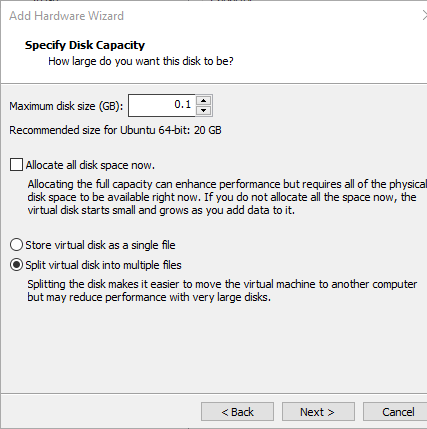 Add Hardware Wizard
Specify Disk Capacity
How large do you want this disk to be?
Maximum disk size (GB): 0.1
Recommended size for Ubuntu 64-bit: 20 GB
Allocate all disk space now.
Allocating the full capacity can enhance performance but requires all of the physical
disk space to be available right now. If you do not allocate all the space now, the
virtual disk starts small and grows as you add data to it.
Store virtual disk as a single file
Split virtual disk into multiple files
Splitting the disk makes it easier to move the virtual machine to another computer
but may reduce performance with very large disks.
< Back Next > Cancel